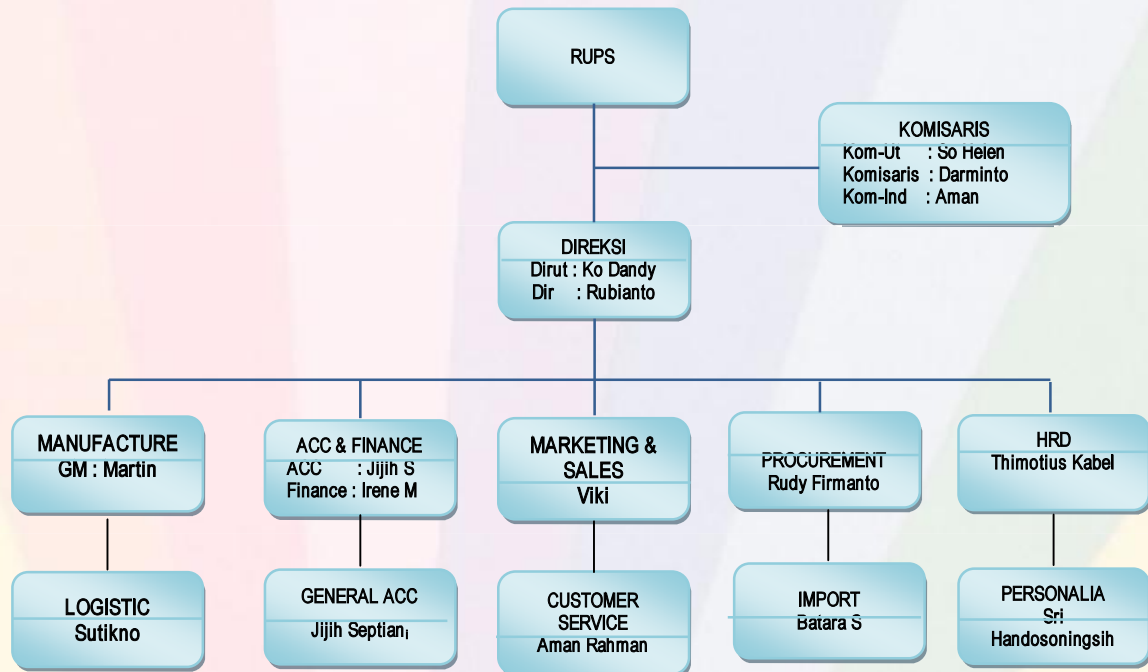 RUPS
KOMISARIS
Kom-Ut : So Helen
Komisaris : Darminto
Kom-Ind : Aman
DIREKSI
Dirut : Ko Dandy
Dir : Rubianto
MANUFACTURE
GM : Martin
ACC & FINANCE
ACC : Jijih S
Finance : Irene M
MARKETING &
SALES
Viki
PROCUREMENT
Rudy Firmanto
HRD
Thimotius Kabel
LOGISTIC
Sutikno
GENERAL ACC
Jijih Septiani
CUSTOMER
SERVICE
Aman Rahman
IMPORT
Batara S
PERSONALIA
Sri
Handosoningsih